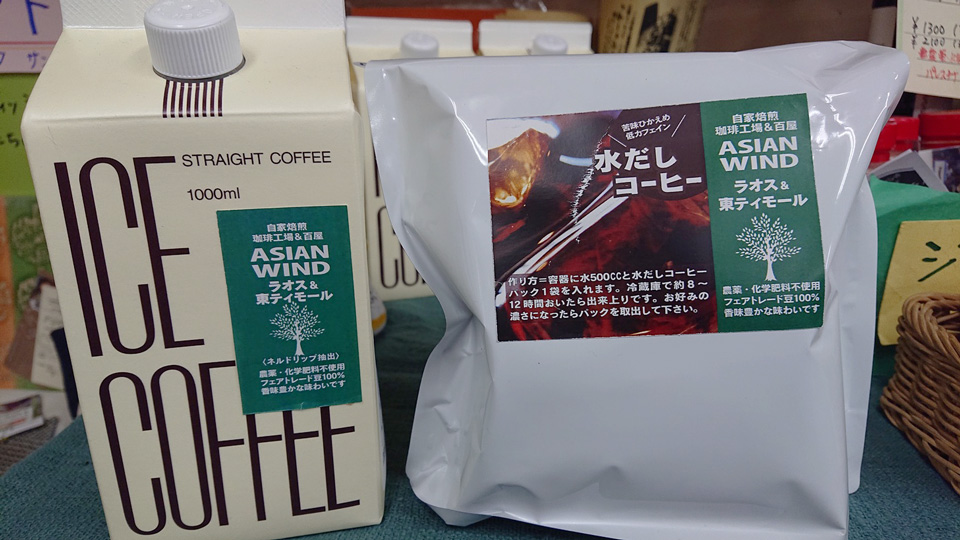 ICE
STRAIGHT COFFEE
1000ml
自家焙煎
珈琲工場&百屋
ASIAN
WIND
ラオス&
東ティモール
〈ネルドリップ抽出〉
農薬・化学肥料不使用
フェアトレード豆100%
香味豊かな味わいです
COFFEE
苦味ひかえめ
低カフェイン
水だし
コーヒー
作り方=容器に水500㏄と水だしコーヒー
パック1袋を入れます。冷蔵庫で約8〜
12時間おいたら出来上りです。お好みの
濃さになったらパックを取出して下さい。
自家焙煎
珈琲工場&百屋
ASIAN
WIND
ラオス&
東ティモール
農薬・化学肥料不使用
フェアトレード豆100%
香味豊かな味わいです
¥1300
¥2100